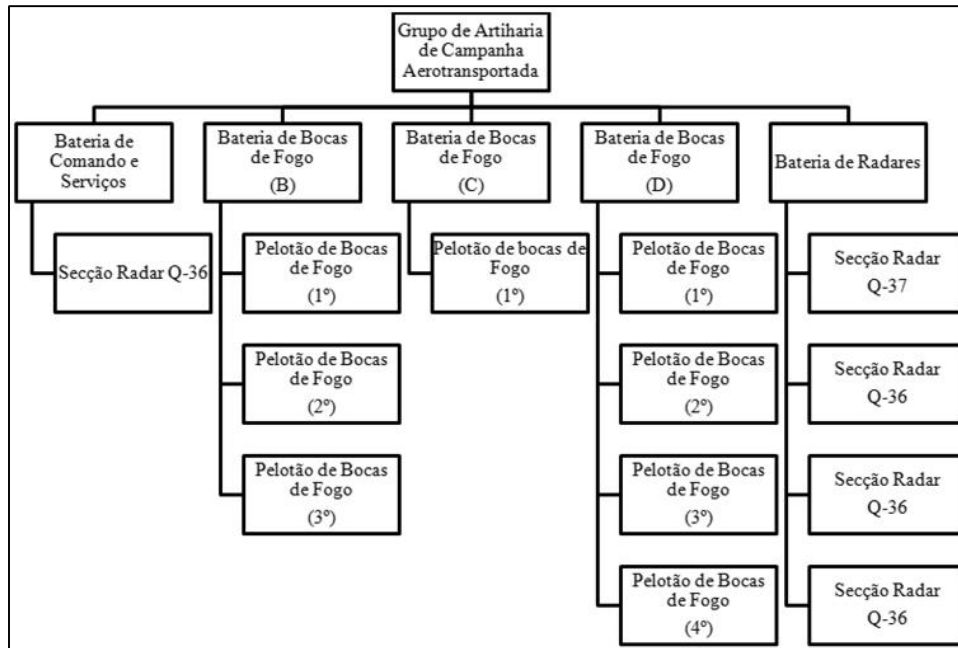 Grupo de Artiharia
de Campanha
Aerotransportada
Bateria de
Comando e
Serviços
Bateria de Bocas
de Fogo
(B)
Bateria de Bocas
de Fogo
(C)
Bateria de Bocas
de Fogo
(D)
Bateria de Radares
Secção Radar Q-36
Pelotão de Bocas
de Fogo
(1º)
Pelotão de Bocas
de Fogo
(2º)
Pelotão de Bocas
de Fogo
(3º)
Pelotão de bocas de
Fogo
(1º)
Pelotão de Bocas
de Fogo
(1º)
Pelotão de Bocas
de Fogo
(2º)
Pelotão de Bocas
de Fogo
(3º)
Pelotão de Bocas
de Fogo
(4º)
Secção Radar
Q-37
Secção Radar
Q-36
Secção Radar
Q-36
Secção Radar
Q-36